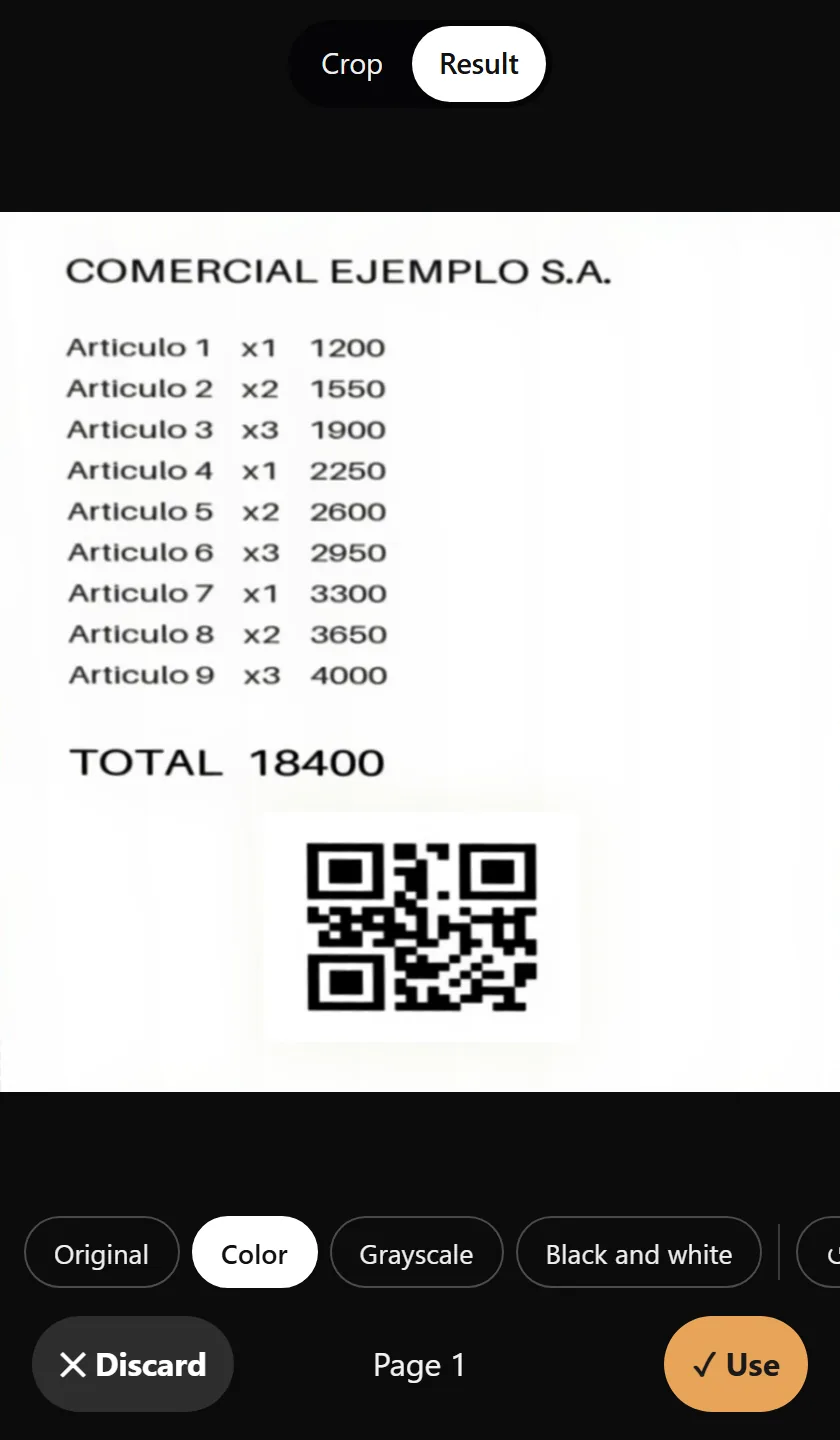 Crop Result
COMERCIAL EJEMPLO S.A.
Articulo 1 x1 1200
Articulo 2 x2 1550
Articulo 3 x3 1900
Articulo 4 x1 2250
Articulo 5 x2 2600
Articulo 6 x3 2950
Articulo 7 x1 3300
Articulo 8 x2 3650
Articulo 9 x3 4000
TOTAL 18400
Original Color Grayscale Black and white
✕ Discard Page 1 ✓ Use